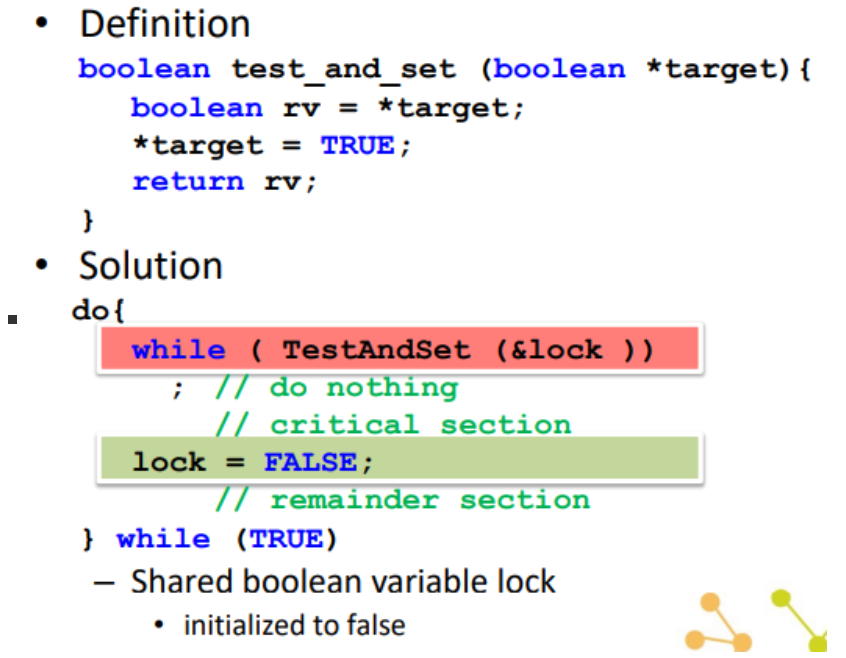 • Definition
boolean test_and_set (boolean *target){
boolean rv = *target;
*target = TRUE;
return rv;
}
• Solution
do{
while ( TestAndSet (&lock ))
; // do nothing
// critical section
lock = FALSE;
// remainder section
} while (TRUE)
– Shared boolean variable lock
• initialized to false